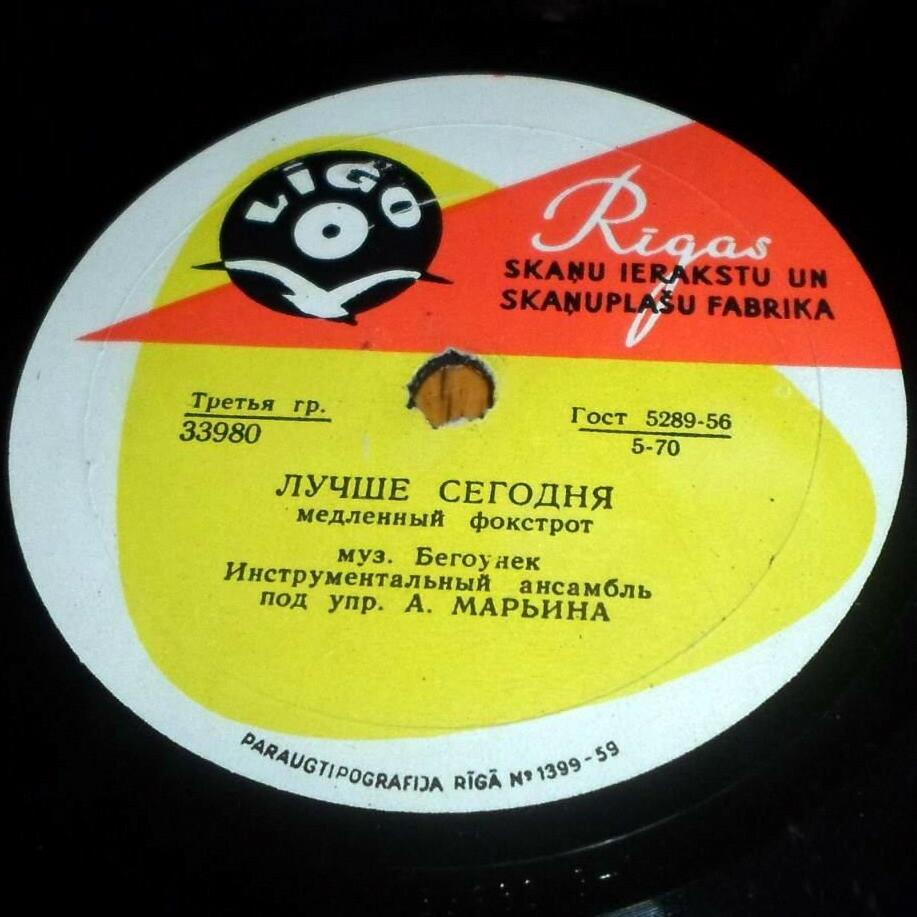 LĪGO
Rīgas
SKAŅU IERAKSTU UN
SKAŅUPLAŠU FABRIKA
Третья гр.
33980
Гост 5289-56
5-70
ЛУЧШЕ СЕГОДНЯ
медленный фокстрот
муз. Бегоунек
Инструментальный ансамбль
под упр. А. МАРЬИНА
PARAUGTIPOGRAFIJA RĪGĀ № 1399-59